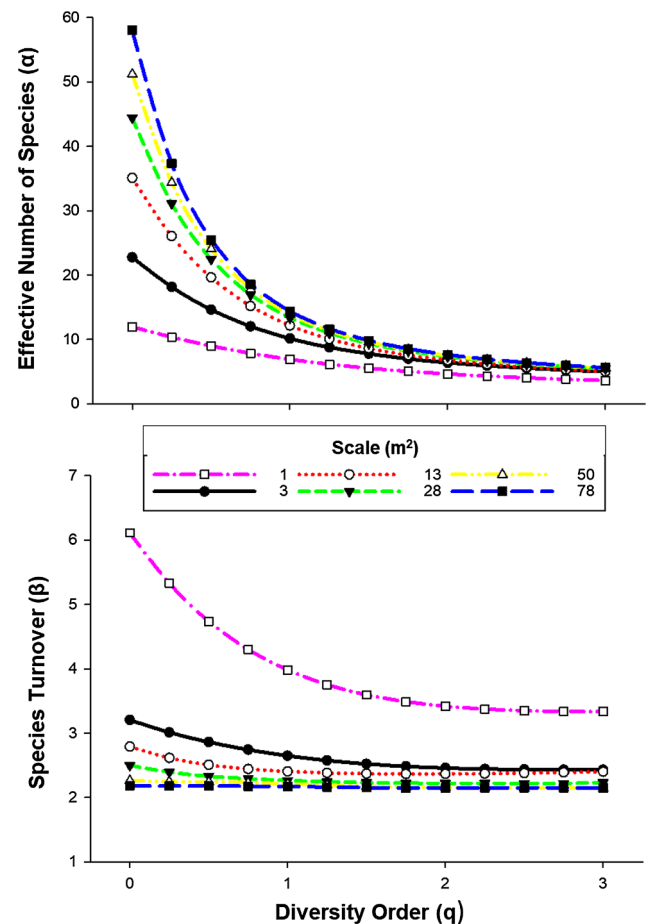 Effective Number of Species (α)
60
50
40
30
20
10
0
Scale (m²)
1 13 50
3 28 78
Species Turnover (β)
7
6
5
4
3
2
1
0 1 2 3
Diversity Order (q)